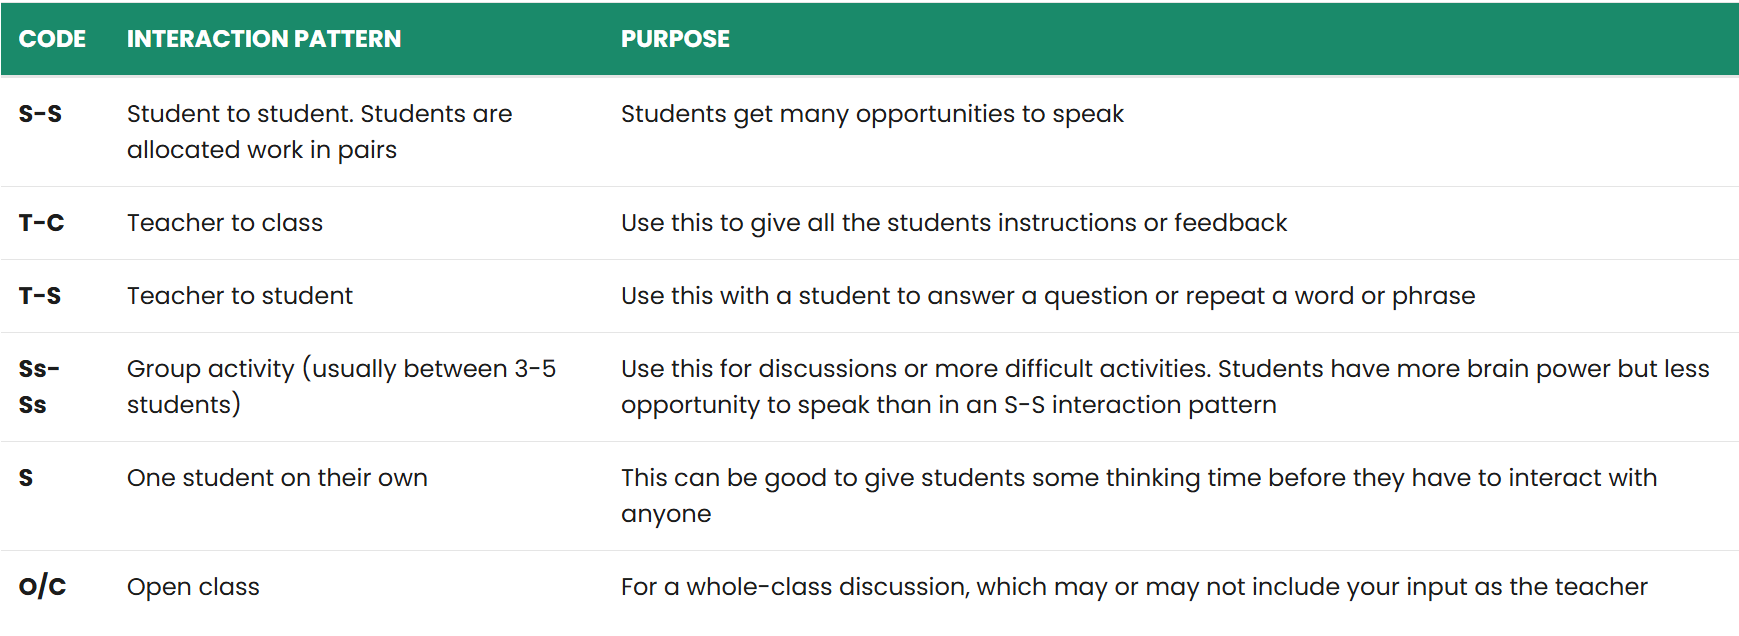 CODE INTERACTION PATTERN PURPOSE
S-S Student to student. Students are Students get many opportunities to speak
allocated work in pairs
T-C Teacher to class Use this to give all the students instructions or feedback
T-S Teacher to student Use this with a student to answer a question or repeat a word or phrase
Ss- Group activity (usually between 3-5 Use this for discussions or more difficult activities. Students have more brain power but less
Ss students) opportunity to speak than in an S-S interaction pattern
S One student on their own This can be good to give students some thinking time before they have to interact with
anyone
O/C Open class For a whole-class discussion, which may or may not include your input as the teacher